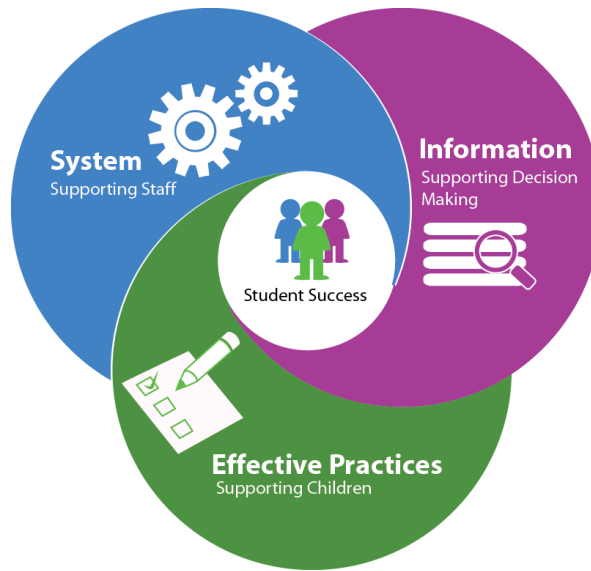 System
Supporting Staff
Information
Supporting Decision
Making
Student Success
Effective Practices
Supporting Children